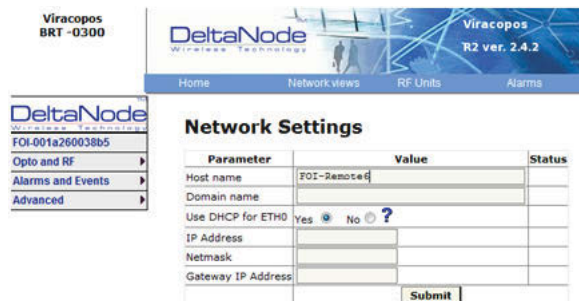 Viracopos
BRT -0300
DeltaNode
Wireless Technology
Viracopos
R2 ver. 2.4.2
Home Network views RF Units Alarms
DeltaNode
Wireless Technology
FOI-001a260038b5
Opto and RF
Alarms and Events
Advanced
Network Settings
Parameter Value Status
Host name FOI-Remote6
Domain name
Use DHCP for ETH0 Yes No ?
IP Address
Netmask
Gateway IP Address
Submit